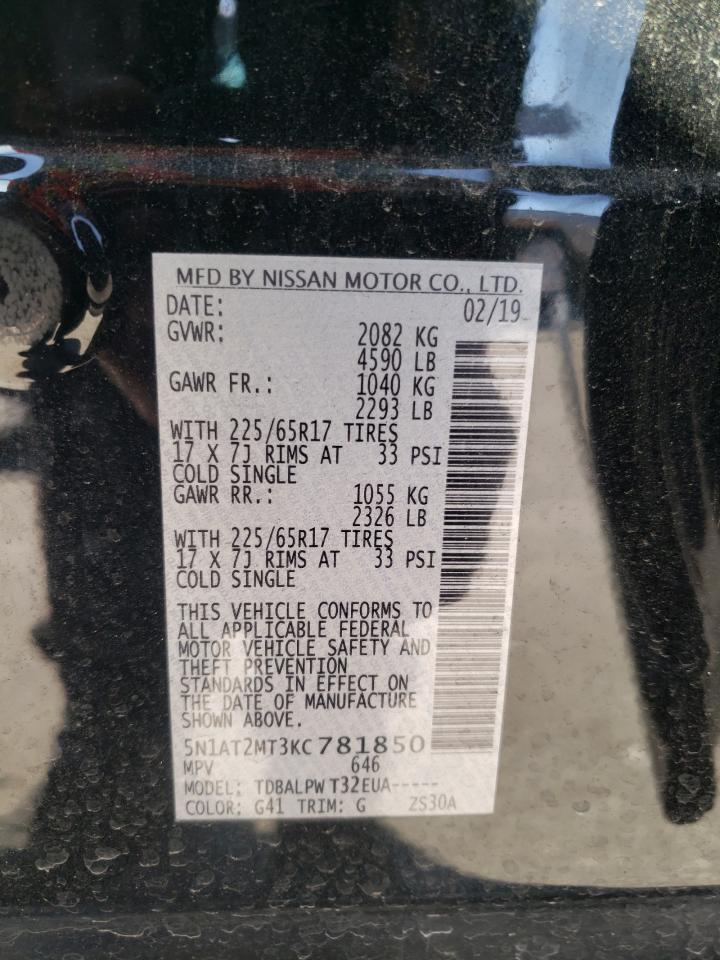 MFD BY NISSAN MOTOR CO., LTD.
DATE: 02/19
GVWR: 2082 KG
4590 LB
GAWR FR.: 1040 KG
2293 LB
WITH 225/65R17 TIRES
17 X 7J RIMS AT 33 PSI
COLD SINGLE
GAWR RR.: 1055 KG
2326 LB
WITH 225/65R17 TIRES
17 X 7J RIMS AT 33 PSI
COLD SINGLE
THIS VEHICLE CONFORMS TO
ALL APPLICABLE FEDERAL
MOTOR VEHICLE SAFETY AND
THEFT PREVENTION
STANDARDS IN EFFECT ON
THE DATE OF MANUFACTURE
SHOWN ABOVE.
5N1AT2MT3KC781850
MPV 646
MODEL: TDBALPW T32EUA-----
COLOR: G41 TRIM: G ZS30A